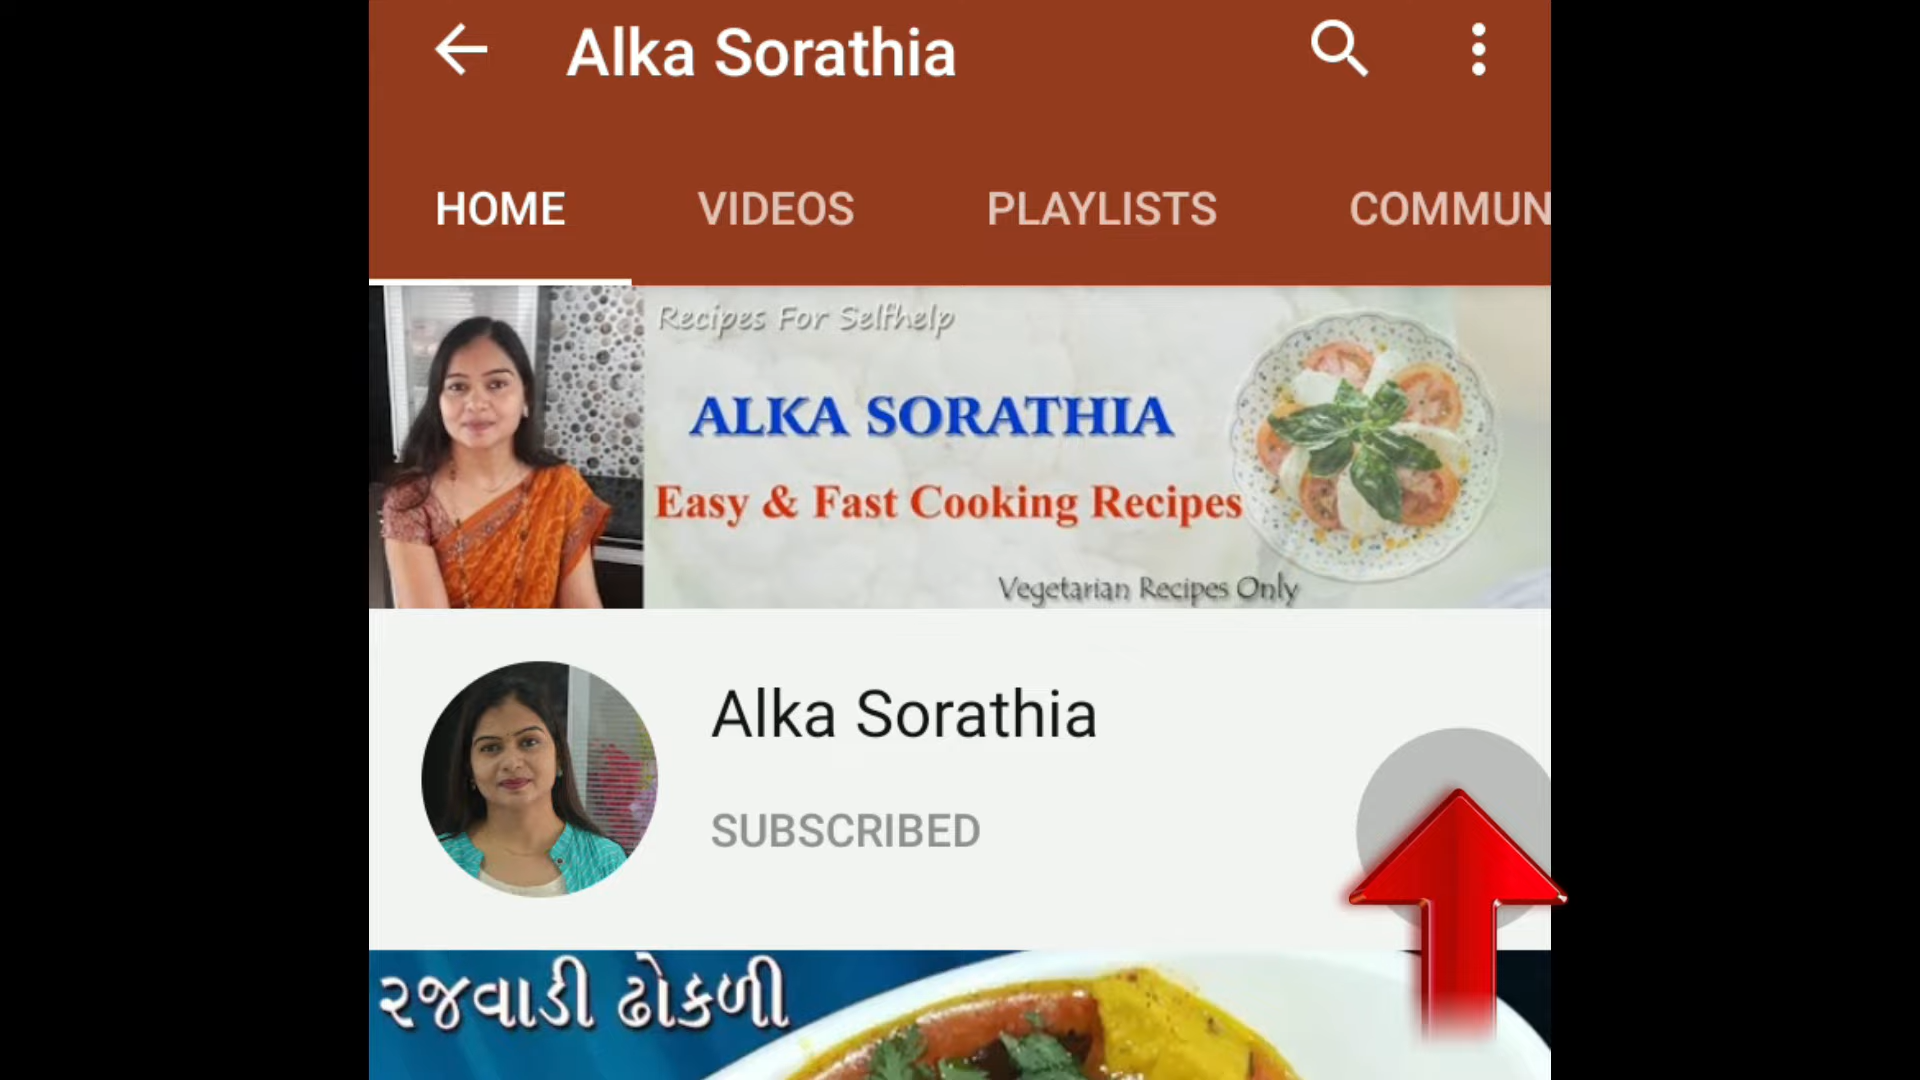 Alka Sorathia
HOME VIDEOS PLAYLISTS COMMUN
Recipes For Selfhelp
ALKA SORATHIA
Easy & Fast Cooking Recipes
Vegetarian Recipes Only
Alka Sorathia
SUBSCRIBED
રજવાડી ઢોકળી